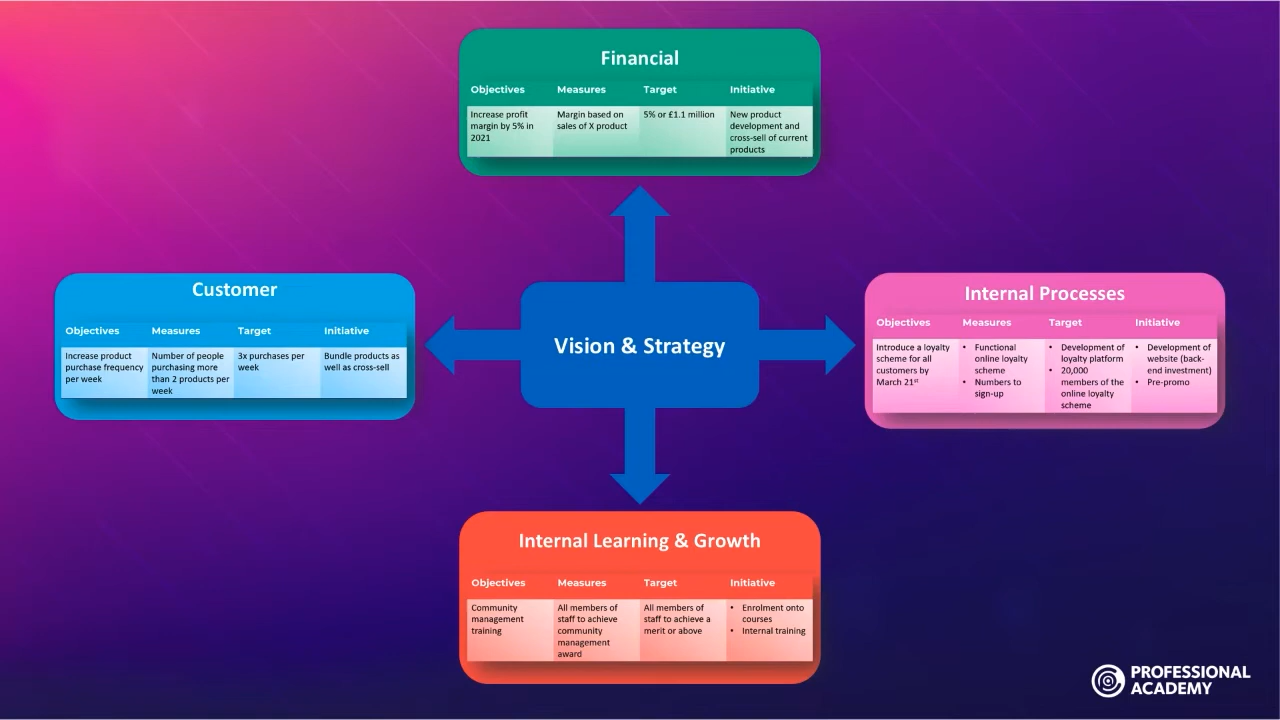 Financial
Objectives Measures Target Initiative
Increase profit
margin by 5% in
2021
Margin based on
sales of X product
5% or £1.1 million
New product
development and
cross-sell of current
products
Customer
Objectives Measures Target Initiative
Increase product
purchase frequency
per week
Number of people
purchasing more
than 2 products per
week
3x purchases per
week
Bundle products as
well as cross-sell
Vision & Strategy
Internal Processes
Objectives Measures Target Initiative
Introduce a loyalty
scheme for all
customers by
March 21st
• Functional
online loyalty
scheme
• Numbers to
sign-up
• Development of
loyalty platform
• 20,000
members of the
online loyalty
scheme
• Development of
website (back-
end investment)
• Pre-promo
Internal Learning & Growth
Objectives Measures Target Initiative
Community
management
training
All members of
staff to achieve
community
management
award
All members of
staff to achieve a
merit or above
• Enrolment onto
courses
• Internal training
PROFESSIONAL
ACADEMY